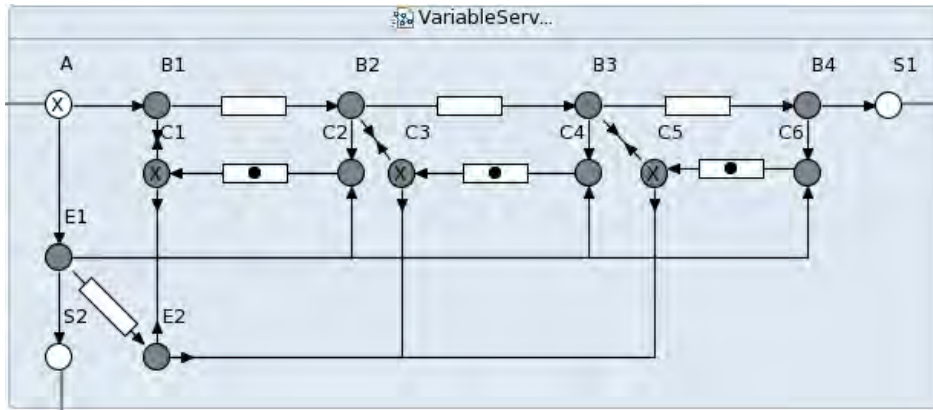 VariableServ...
A B1 B2 B3 B4 S1
X C1 C2 C3 C4 C5 C6
X X X
E1
S2 E2